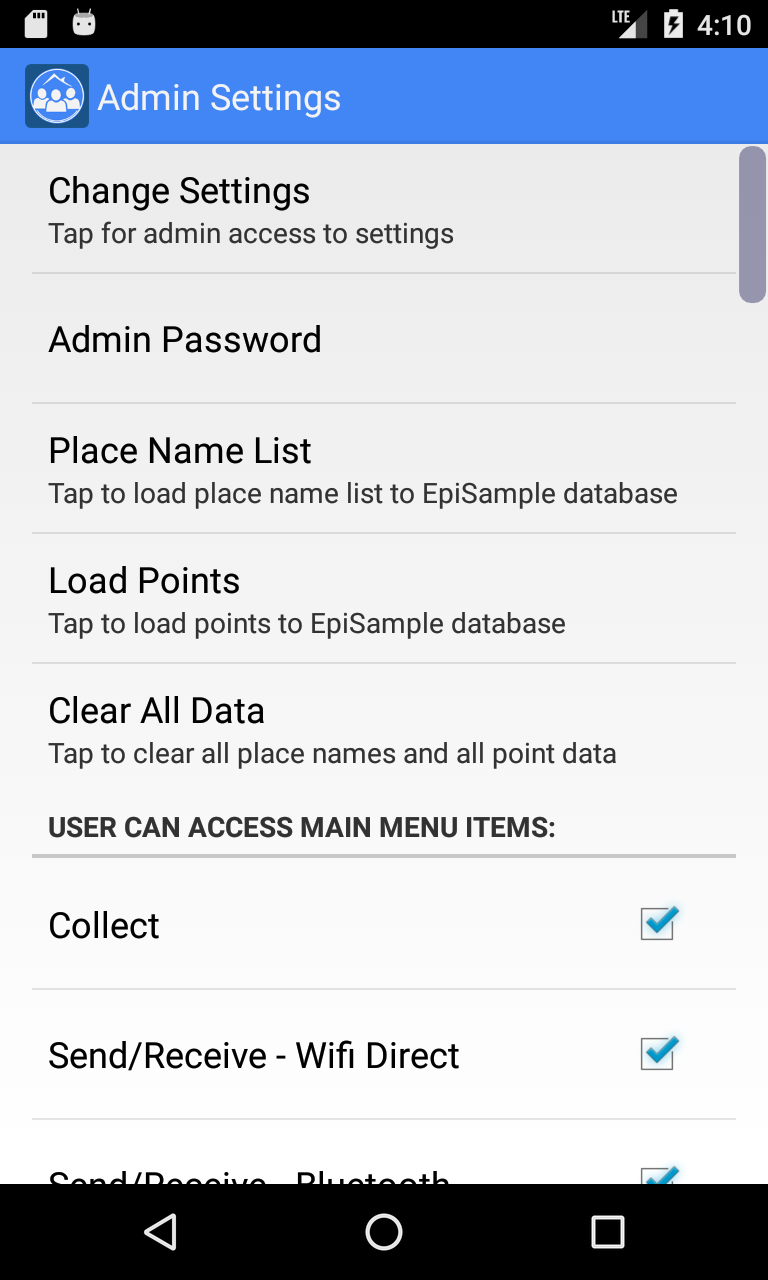 LTE 4:10
Admin Settings
Change Settings
Tap for admin access to settings
Admin Password
Place Name List
Tap to load place name list to EpiSample database
Load Points
Tap to load points to EpiSample database
Clear All Data
Tap to clear all place names and all point data
USER CAN ACCESS MAIN MENU ITEMS:
Collect
Send/Receive - Wifi Direct
Send/Receive - Bluetooth